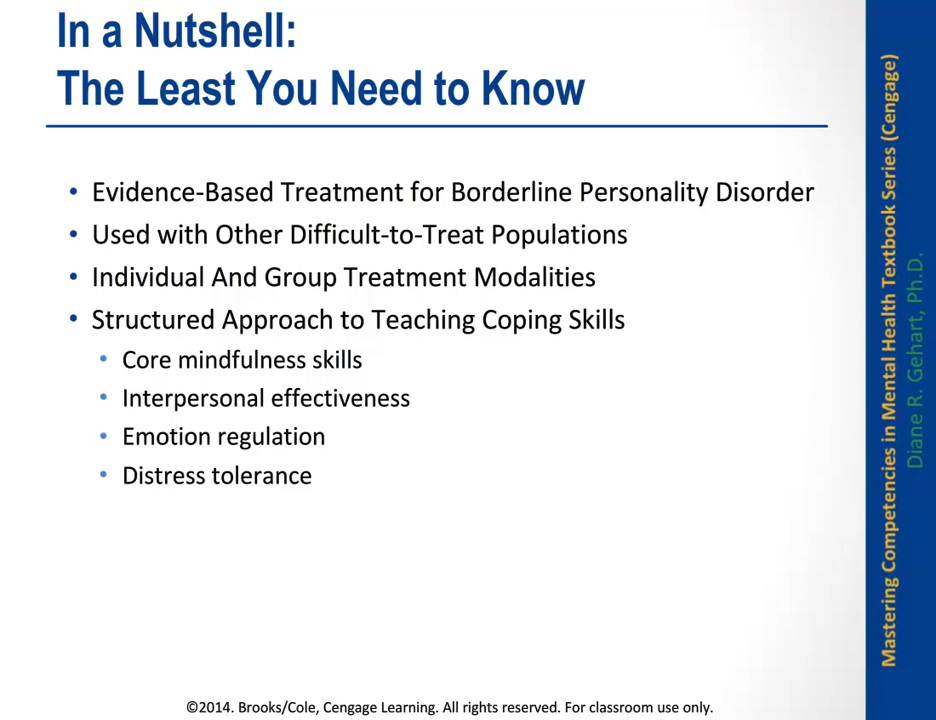 In a Nutshell:
The Least You Need to Know
• Evidence-Based Treatment for Borderline Personality Disorder
• Used with Other Difficult-to-Treat Populations
• Individual And Group Treatment Modalities
• Structured Approach to Teaching Coping Skills
• Core mindfulness skills
• Interpersonal effectiveness
• Emotion regulation
• Distress tolerance
©2014. Brooks/Cole, Cengage Learning. All rights reserved. For classroom use only.
Mastering Competencies in Mental Health Textbook Series (Cengage)
Diane R. Gehart, Ph.D.